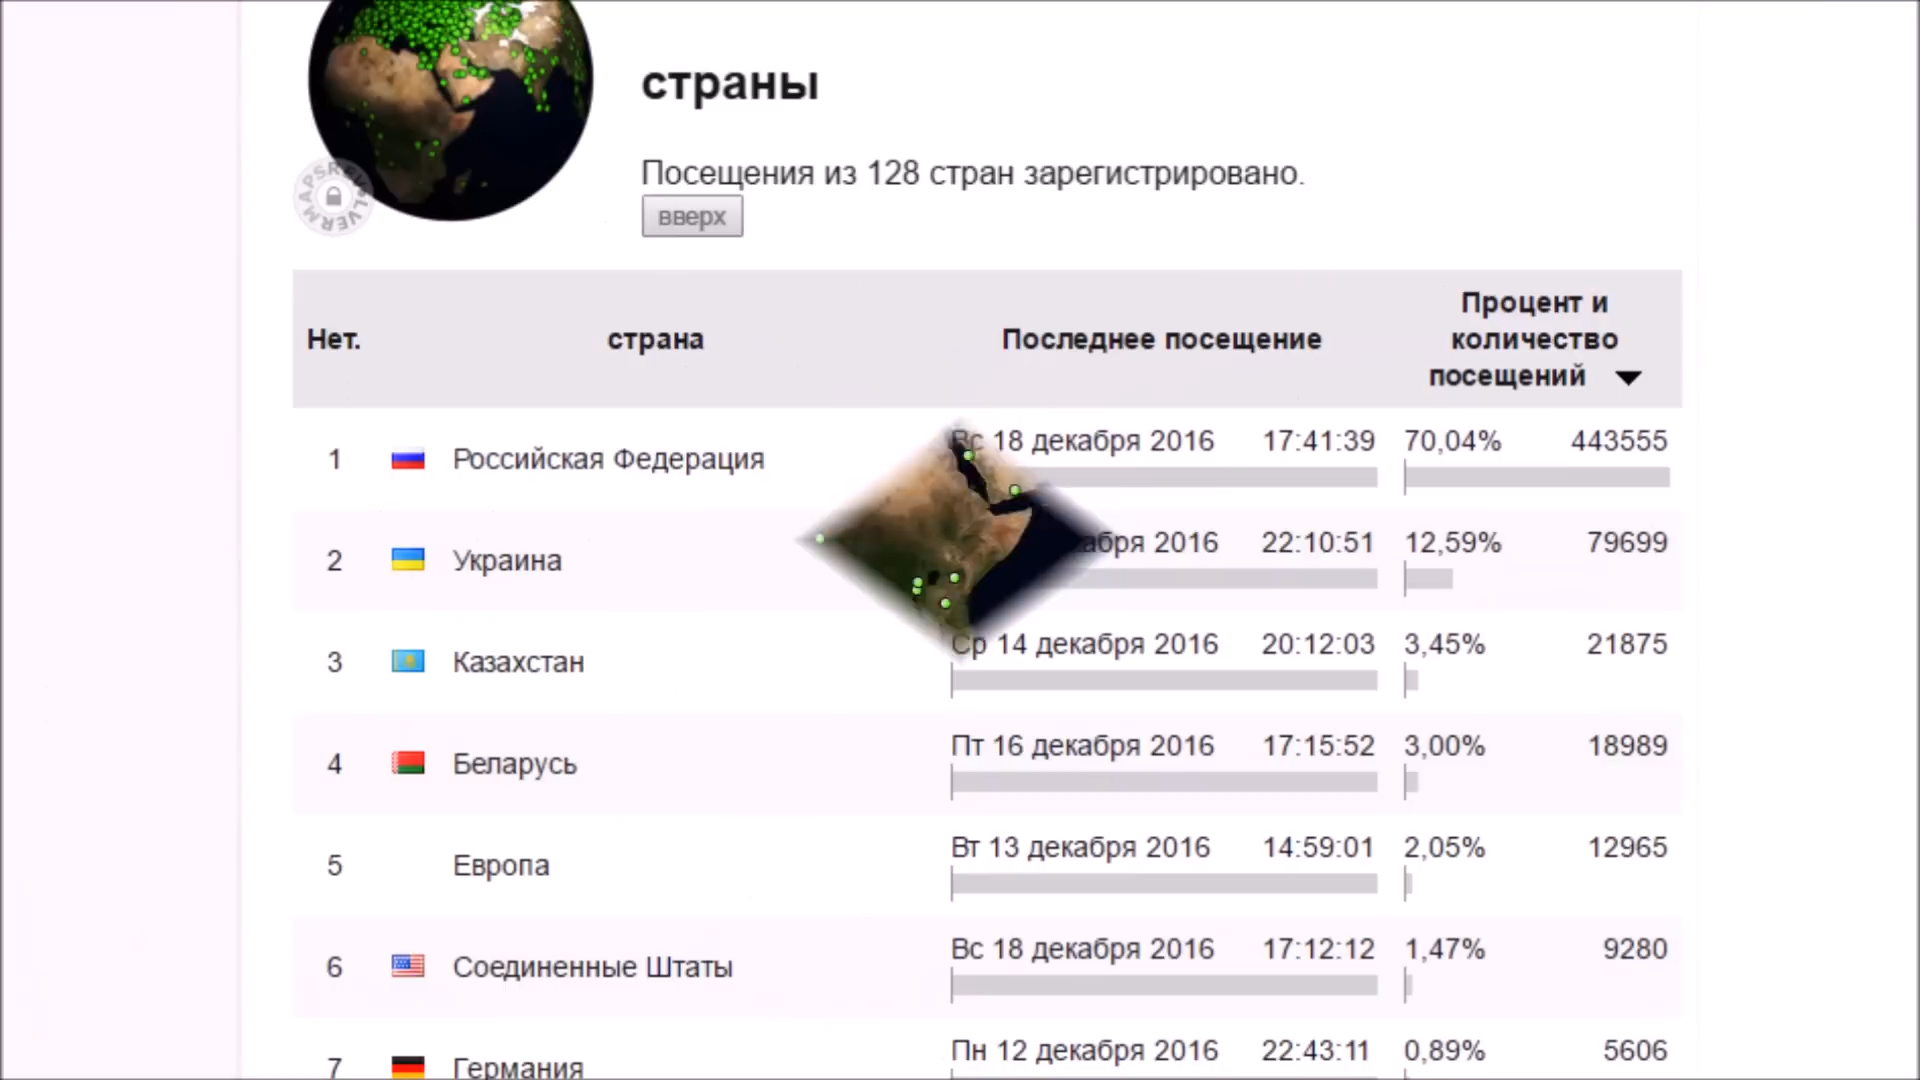 страны
Посещения из 128 стран зарегистрировано.
вверх
Нет. страна Последнее посещение Процент и количество посещений
1 Российская Федерация Вс 18 декабря 2016 17:41:39 70,04% 443555
2 Украина 2016 22:10:51 12,59% 79699
3 Казахстан Ср 14 декабря 2016 20:12:03 3,45% 21875
4 Беларусь Пт 16 декабря 2016 17:15:52 3,00% 18989
5 Европа Вт 13 декабря 2016 14:59:01 2,05% 12965
6 Соединенные Штаты Вс 18 декабря 2016 17:12:12 1,47% 9280
7 Германия Пн 12 декабря 2016 22:43:11 0,89% 5606